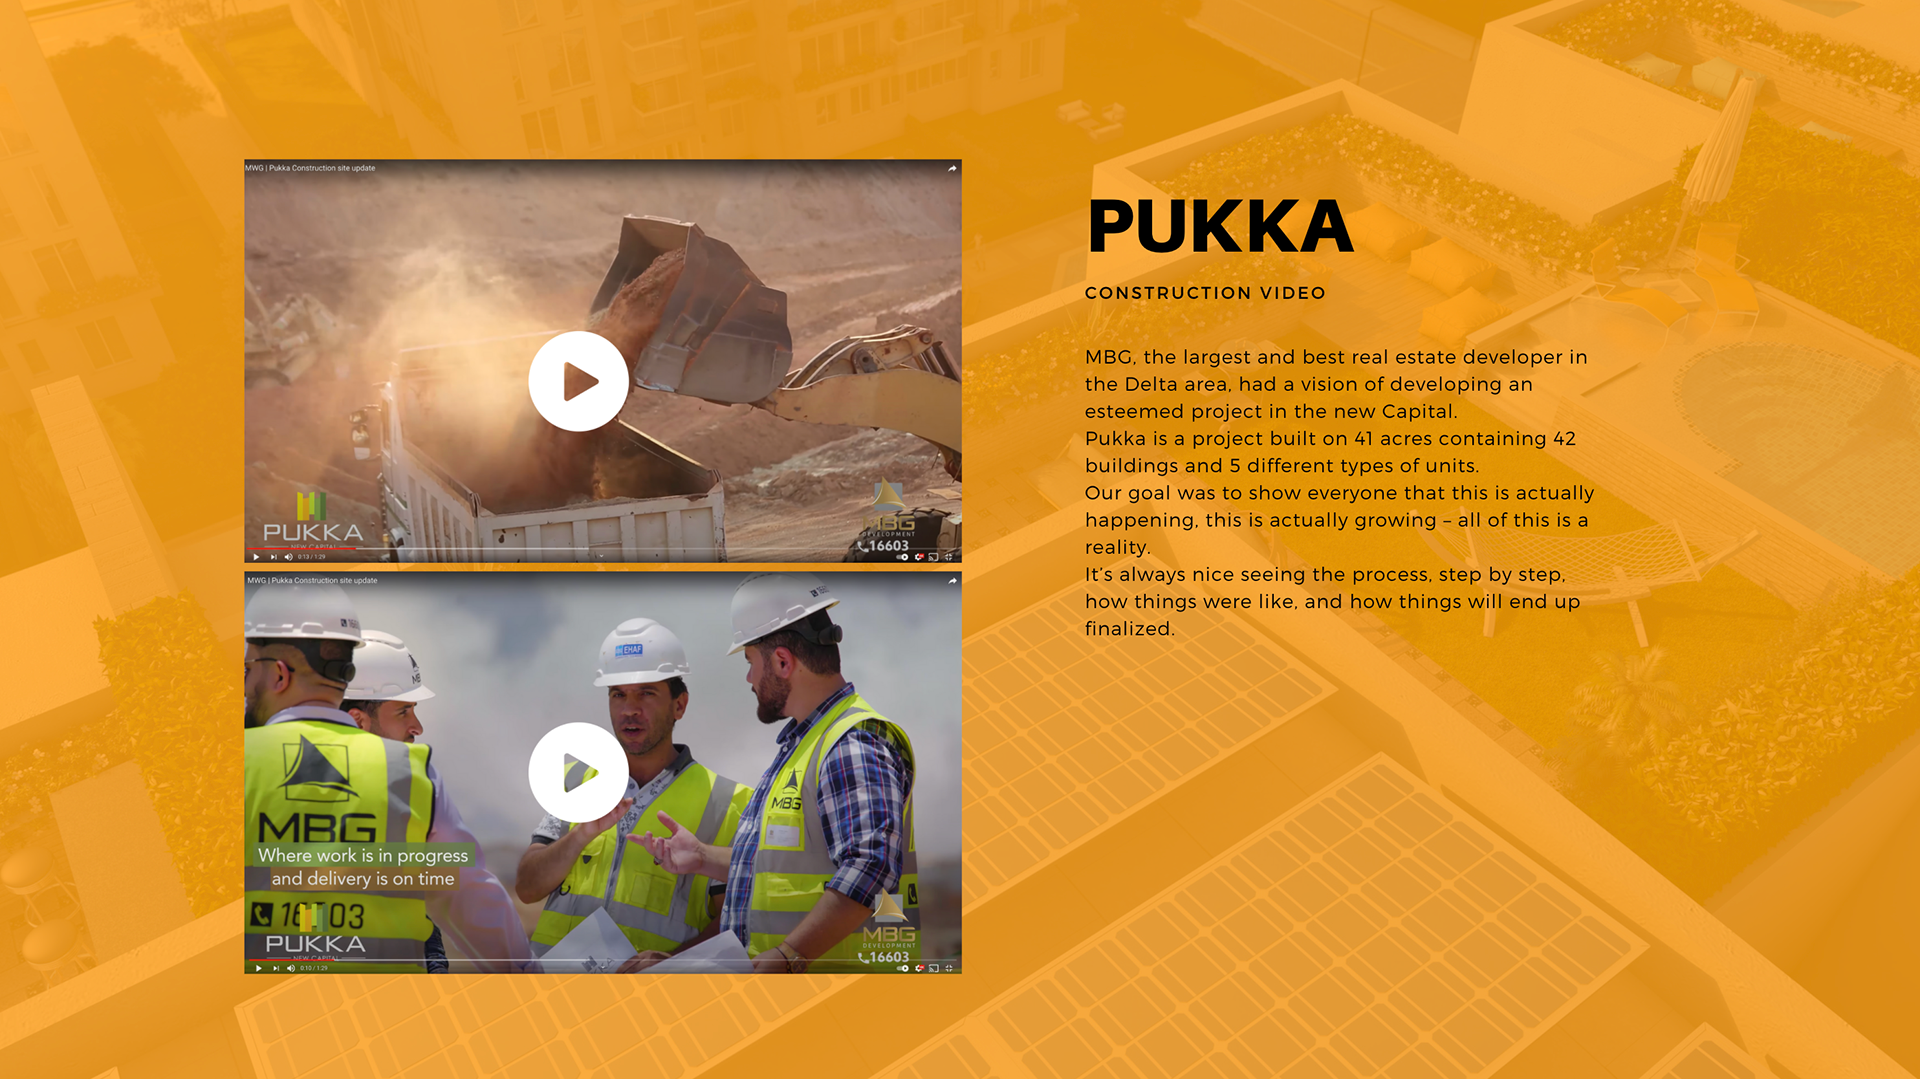 MWG | Pukka Construction site update
PUKKA
NEW CAPITAL
MBG
DEVELOPMENT
16603
0:13 / 1:29
MWG | Pukka Construction site update
EHAF
MBG
MBG
Where work is in progress
and delivery is on time
PUKKA
NEW CAPITAL
MBG
DEVELOPMENT
16603
0:10 / 1:29
PUKKA
CONSTRUCTION VIDEO
MBG, the largest and best real estate developer in
the Delta area, had a vision of developing an
esteemed project in the new Capital.
Pukka is a project built on 41 acres containing 42
buildings and 5 different types of units.
Our goal was to show everyone that this is actually
happening, this is actually growing – all of this is a
reality.
It's always nice seeing the process, step by step,
how things were like, and how things will end up
finalized.